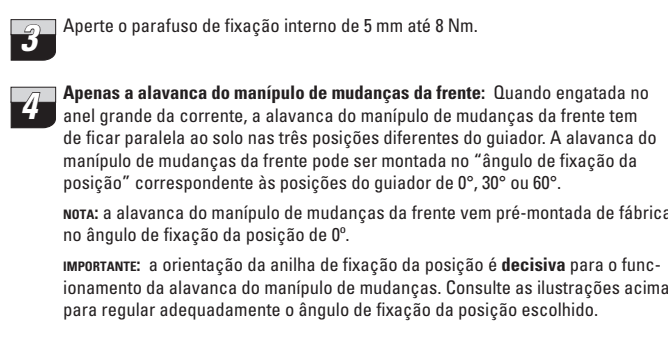 3
Aperte o parafuso de fixação interno de 5 mm até 8 Nm.
4
Apenas a alavanca do manípulo de mudanças da frente: Quando engatada no
anel grande da corrente, a alavanca do manípulo de mudanças da frente tem
de ficar paralela ao solo nas três posições diferentes do guiador. A alavanca do
manípulo de mudanças da frente pode ser montada no “ângulo de fixação da
posição” correspondente às posições do guiador de 0°, 30° ou 60°.
NOTA: a alavanca do manípulo de mudanças da frente vem pré-montada de fábrica
no ângulo de fixação da posição de 0º.
IMPORTANTE: a orientação da anilha de fixação da posição é decisiva para o func-
ionamento da alavanca do manípulo de mudanças. Consulte as ilustrações acima
para regular adequadamente o ângulo de fixação da posição escolhido.